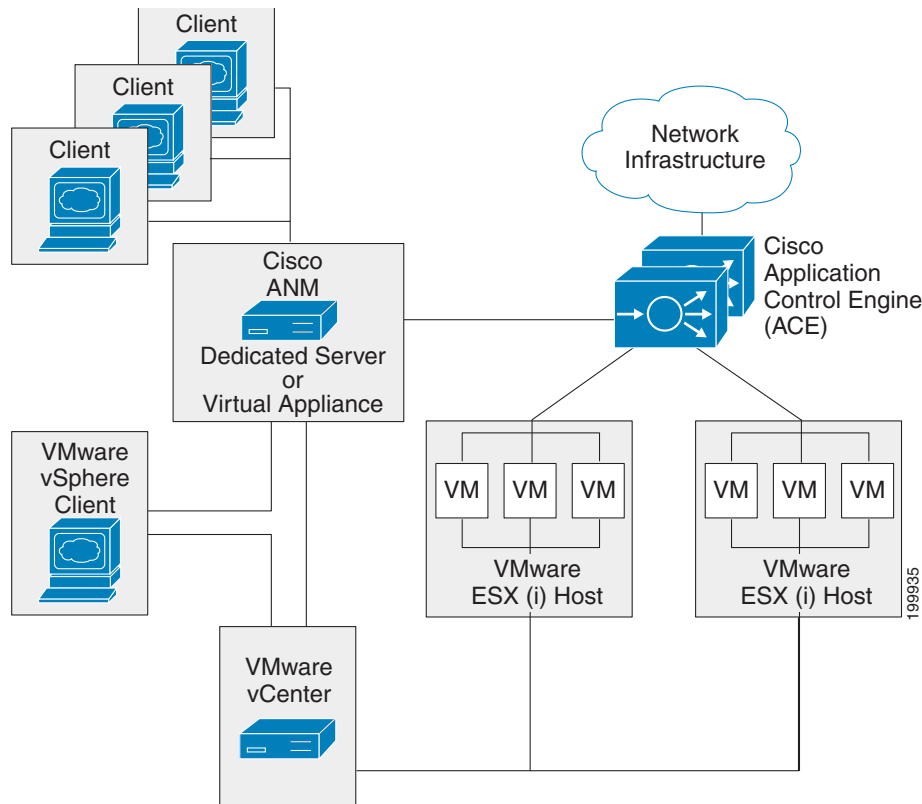 Client
Client
Client
Network
Infrastructure
Cisco
Application
Control Engine
(ACE)
Cisco
ANM
Dedicated Server
or
Virtual Appliance
VMware
vSphere
Client
VM
VM
VM
VMware
ESX (i) Host
VM
VM
VM
VMware
ESX (i) Host
199935
VMware
vCenter